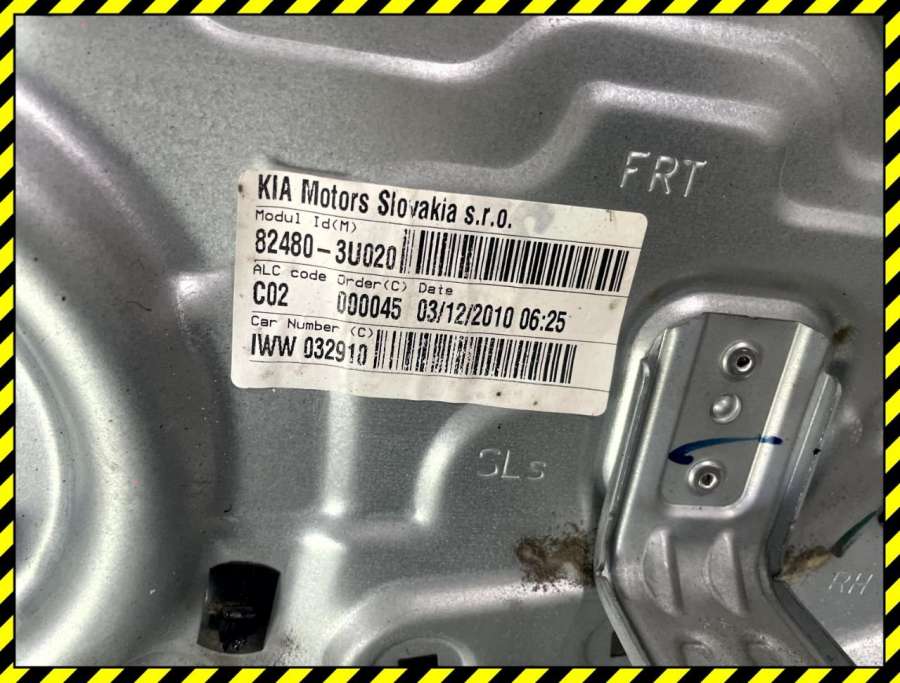 FRT
KIA Motors Slovakia s.r.o.
Modul Id(M)
82480-3U020
ALC code Order(C) Date
C02 000045 03/12/2010 06:25
Car Number (C)
IWW 032910
SLs
RH